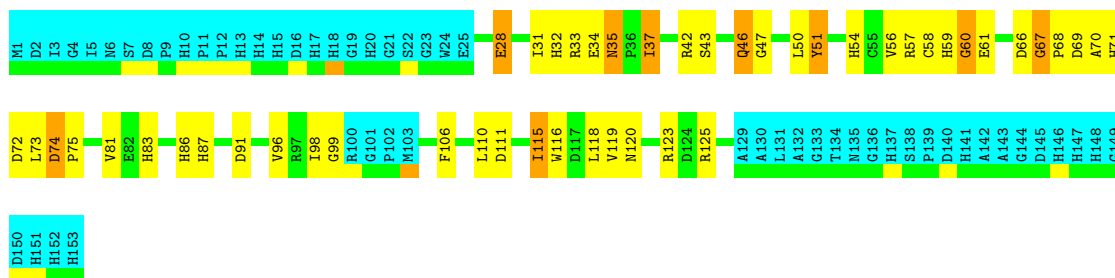 M1 D2 I3 G4 I5 N6 S7 D8 P9 H10 P11 P12 H13 H14 H15 D16 H17 H18 G19 H20 G21 S22 G23 W24 E25 E28 I31 H32 R33 E34 N35 P36 I37 R42 S43 Q46 G47 L50 Y51 H54 C55 V56 R57 C58 H59 G60 E61 D66 G67 P68 D69 A70 H71
D72 L73 D74 P75 V81 E82 H83 H86 H87 D91 V96 R97 I98 G99 R100 G101 P102 M103 F106 L110 D111 I115 W116 D117 L118 V119 N120 R123 D124 R125 A129 A130 L131 A132 G133 T134 N135 G136 H137 S138 P139 D140 H141 A142 A143 G144 D145 H146 H147 H148 G149
D150 H151 H152 H153